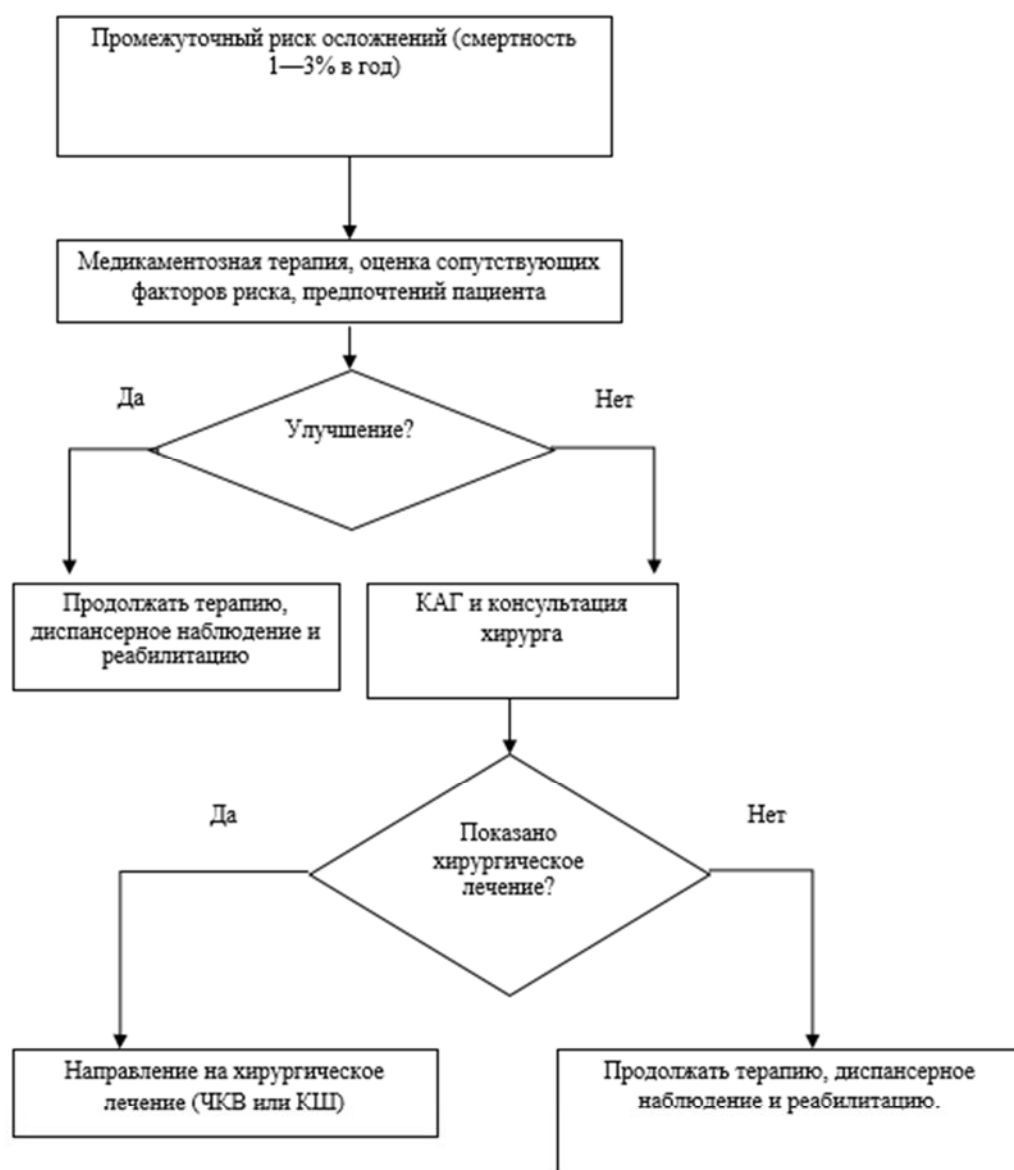 Промежуточный риск осложнений (смертность
1—3% в год)
Медикаментозная терапия, оценка сопутствующих
факторов риска, предпочтений пациента
Да
Нет
Улучшение?
Продолжать терапию,
диспансерное наблюдение и
реабилитацию
КАГ и консультация
хирурга
Да
Нет
Показано
хирургическое
лечение?
Направление на хирургическое
лечение (ЧКВ или КШ)
Продолжать терапию, диспансерное
наблюдение и реабилитацию.